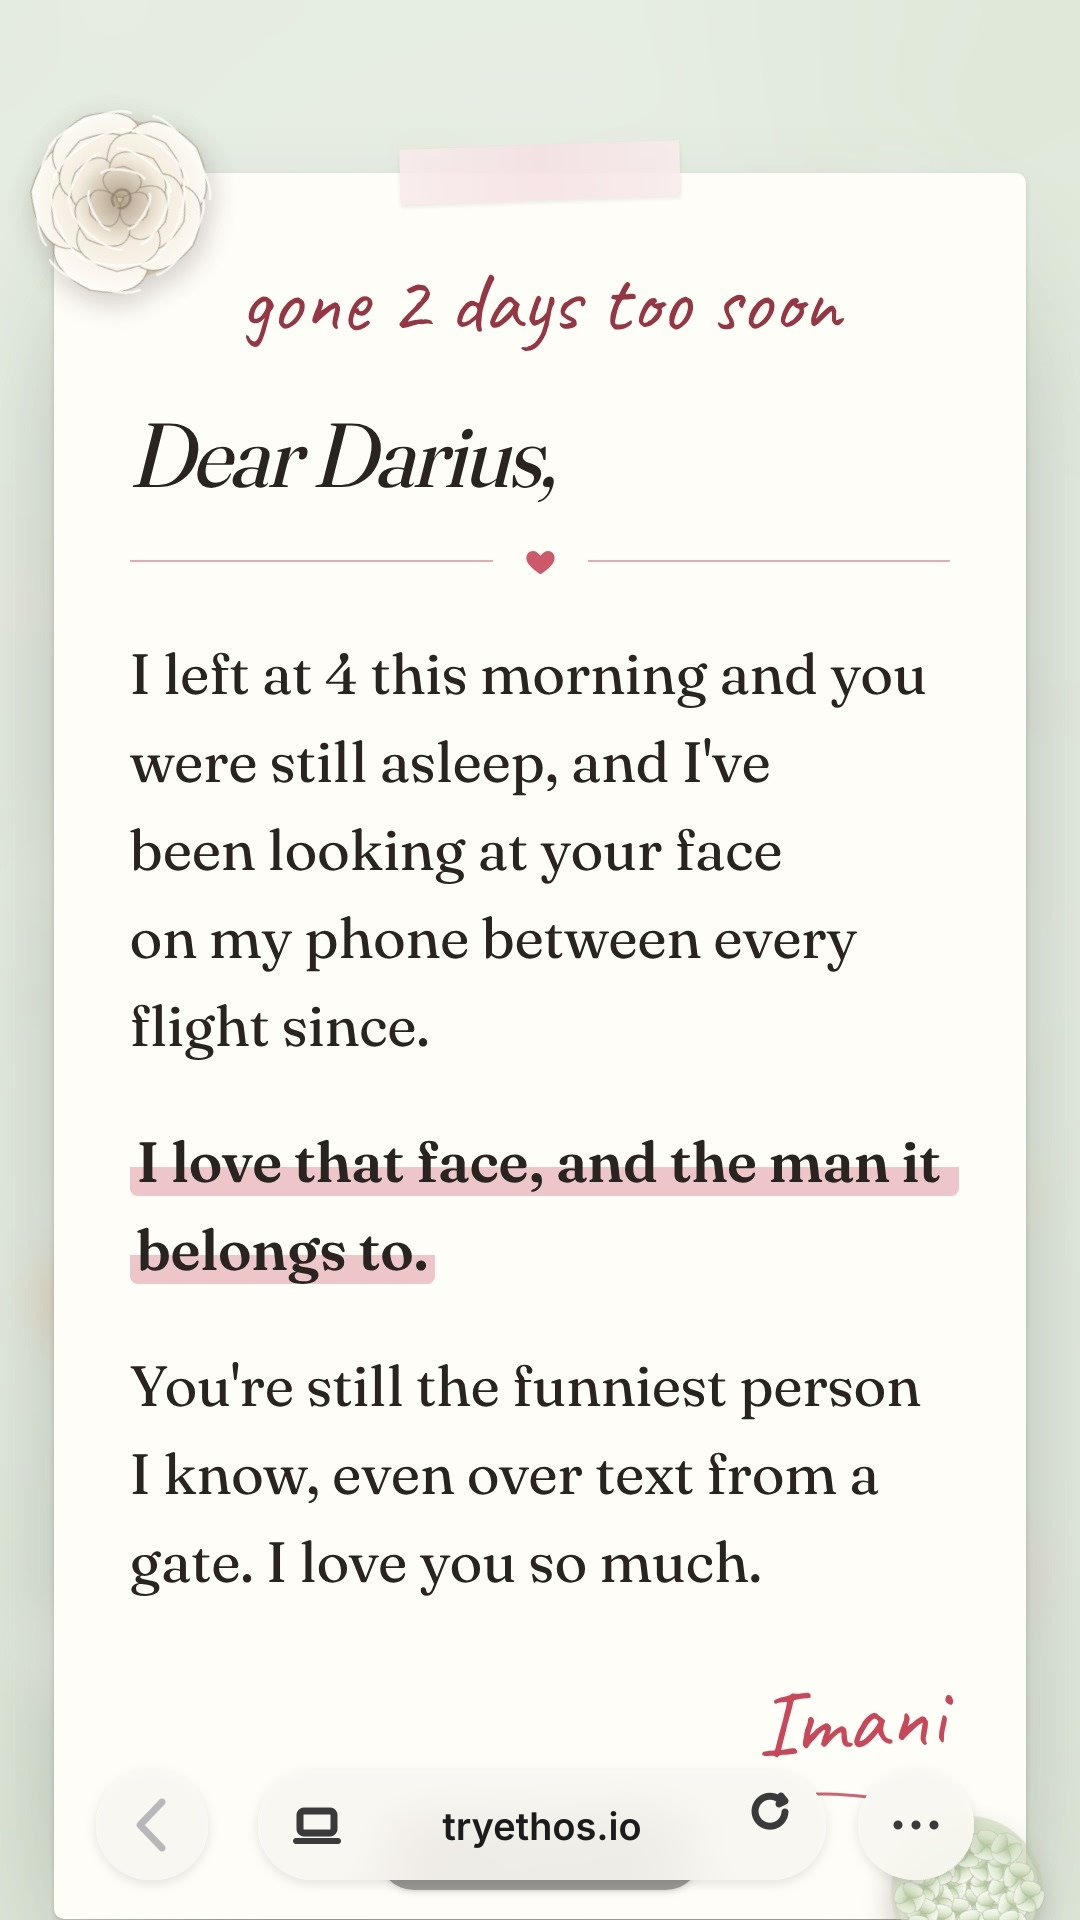 gone 2 days too soon
Dear Darius,
I left at 4 this morning and you
were still asleep, and I've
been looking at your face
on my phone between every
flight since.
I love that face, and the man it
belongs to.
You're still the funniest person
I know, even over text from a
gate. I love you so much.
Imani
tryethos.io